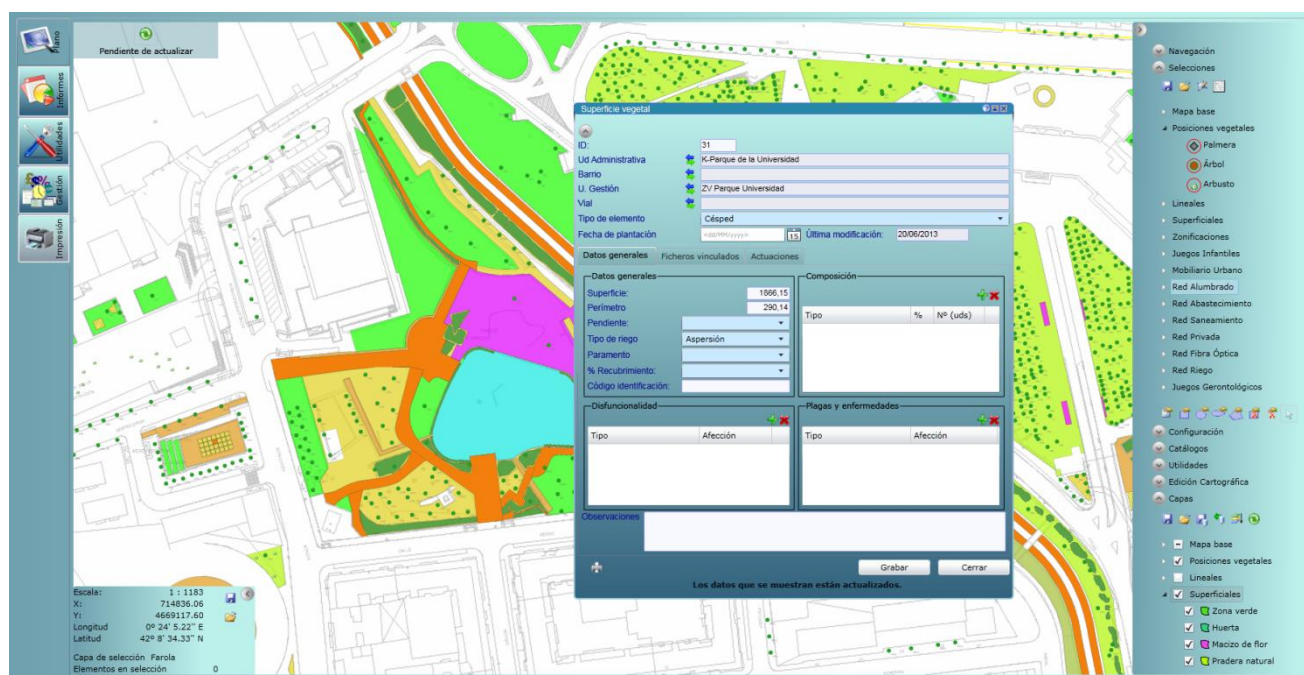 Plano
Informes
Utilidades
Gestión
Impresión
Pendiente de actualizar
Superficie vegetal
ID: 31
Ud Administrativa K-Parque de la Universidad
Barrio
U. Gestión ZV Parque Universidad
Vial
Tipo de elemento Césped
Fecha de plantación <dd/MM/yyyy> 15 Última modificación: 20/06/2013
Datos generales Ficheros vinculados Actuaciones
Datos generales
Superficie: 1866,15
Perímetro 290,14
Pendiente:
Tipo de riego Aspersión
Paramento
% Recubrimiento:
Código identificación:
Composición
Tipo % Nº (uds)
Disfuncionalidad
Tipo Afección
Plagas y enfermedades
Tipo Afección
Observaciones
Grabar Cerrar
Los datos que se muestran están actualizados.
Escala: 1 : 1183
X: 714836.06
Y: 4669117.60
Longitud 0º 24' 5.22" E
Latitud 42º 8' 34.33" N
Capa de selección Farola
Elementos en selección 0
Navegación
Selecciones
Mapa base
Posiciones vegetales
Palmera
Árbol
Arbusto
Lineales
Superficiales
Zonificaciones
Juegos Infantiles
Mobiliario Urbano
Red Alumbrado
Red Abastecimiento
Red Saneamiento
Red Privada
Red Fibra Óptica
Red Riego
Juegos Gerontológicos
Configuración
Catálogos
Utilidades
Edición Cartográfica
Capas
Mapa base
Posiciones vegetales
Lineales
Superficiales
Zona verde
Huerta
Macizo de flor
Pradera natural